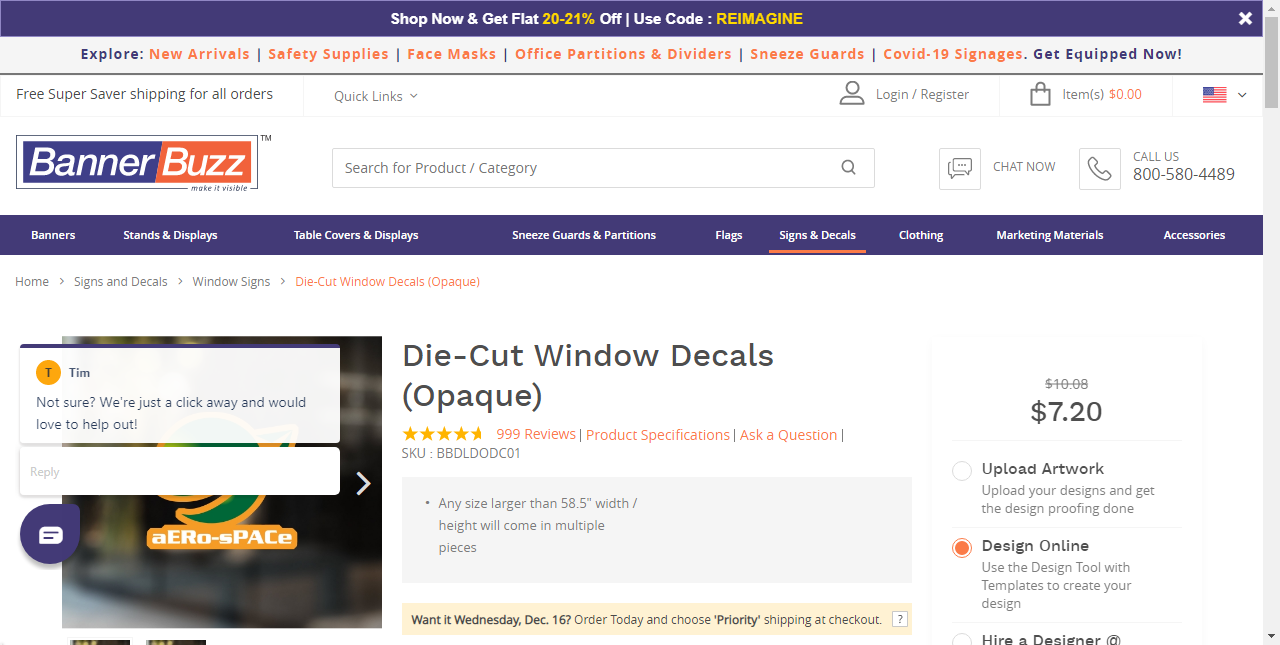 Shop Now & Get Flat 20-21% Off | Use Code : REIMAGINE
Explore: New Arrivals | Safety Supplies | Face Masks | Office Partitions & Dividers | Sneeze Guards | Covid-19 Signages. Get Equipped Now!
Free Super Saver shipping for all orders
Quick Links
Login / Register
Item(s) $0.00
BannerBuzz TM
make it visible
Search for Product / Category
CHAT NOW
CALL US
800-580-4489
Banners
Stands & Displays
Table Covers & Displays
Sneeze Guards & Partitions
Flags
Signs & Decals
Clothing
Marketing Materials
Accessories
Home > Signs and Decals > Window Signs > Die-Cut Window Decals (Opaque)
T Tim
Not sure? We're just a click away and would
love to help out!
Reply
aERo-sPACe
Die-Cut Window Decals
(Opaque)
999 Reviews | Product Specifications | Ask a Question |
SKU : BBDLDODC01
• Any size larger than 58.5" width /
height will come in multiple
pieces
Want it Wednesday, Dec. 16? Order Today and choose 'Priority' shipping at checkout. ?
$10.08
$7.20
Upload Artwork
Upload your designs and get
the design proofing done
Design Online
Use the Design Tool with
Templates to create your
design
Hire a Designer @